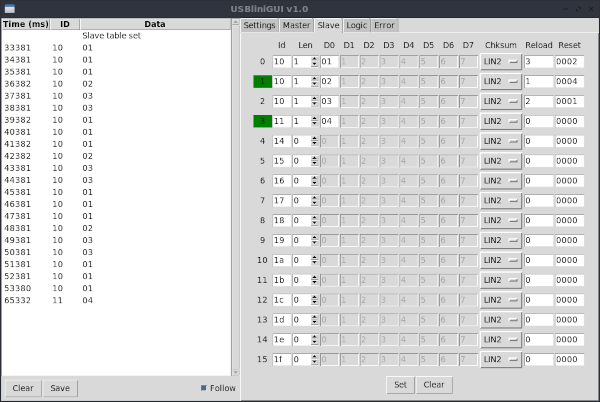 USBliniGUI v1.0
Time (ms) ID Data
Slave table set
33381 10 01
34381 10 01
35381 10 01
36382 10 02
37381 10 03
38381 10 03
39382 10 01
40381 10 01
41382 10 01
42382 10 02
43381 10 03
44381 10 03
45381 10 01
46381 10 01
47381 10 01
48381 10 02
49381 10 03
50381 10 03
51381 10 01
52381 10 01
53380 10 01
65332 11 04
Clear Save Follow
Settings Master Slave Logic Error
Id Len D0 D1 D2 D3 D4 D5 D6 D7 Chksum Reload Reset
0 10 1 01 1 2 3 4 5 6 7 LIN2 3 0002
1 10 1 02 1 2 3 4 5 6 7 LIN2 1 0004
2 10 1 03 1 2 3 4 5 6 7 LIN2 2 0001
3 11 1 04 1 2 3 4 5 6 7 LIN2 0 0000
4 14 0 0 1 2 3 4 5 6 7 LIN2 0 0000
5 15 0 0 1 2 3 4 5 6 7 LIN2 0 0000
6 16 0 0 1 2 3 4 5 6 7 LIN2 0 0000
7 17 0 0 1 2 3 4 5 6 7 LIN2 0 0000
8 18 0 0 1 2 3 4 5 6 7 LIN2 0 0000
9 19 0 0 1 2 3 4 5 6 7 LIN2 0 0000
10 1a 0 0 1 2 3 4 5 6 7 LIN2 0 0000
11 1b 0 0 1 2 3 4 5 6 7 LIN2 0 0000
12 1c 0 0 1 2 3 4 5 6 7 LIN2 0 0000
13 1d 0 0 1 2 3 4 5 6 7 LIN2 0 0000
14 1e 0 0 1 2 3 4 5 6 7 LIN2 0 0000
15 1f 0 0 1 2 3 4 5 6 7 LIN2 0 0000
Set Clear